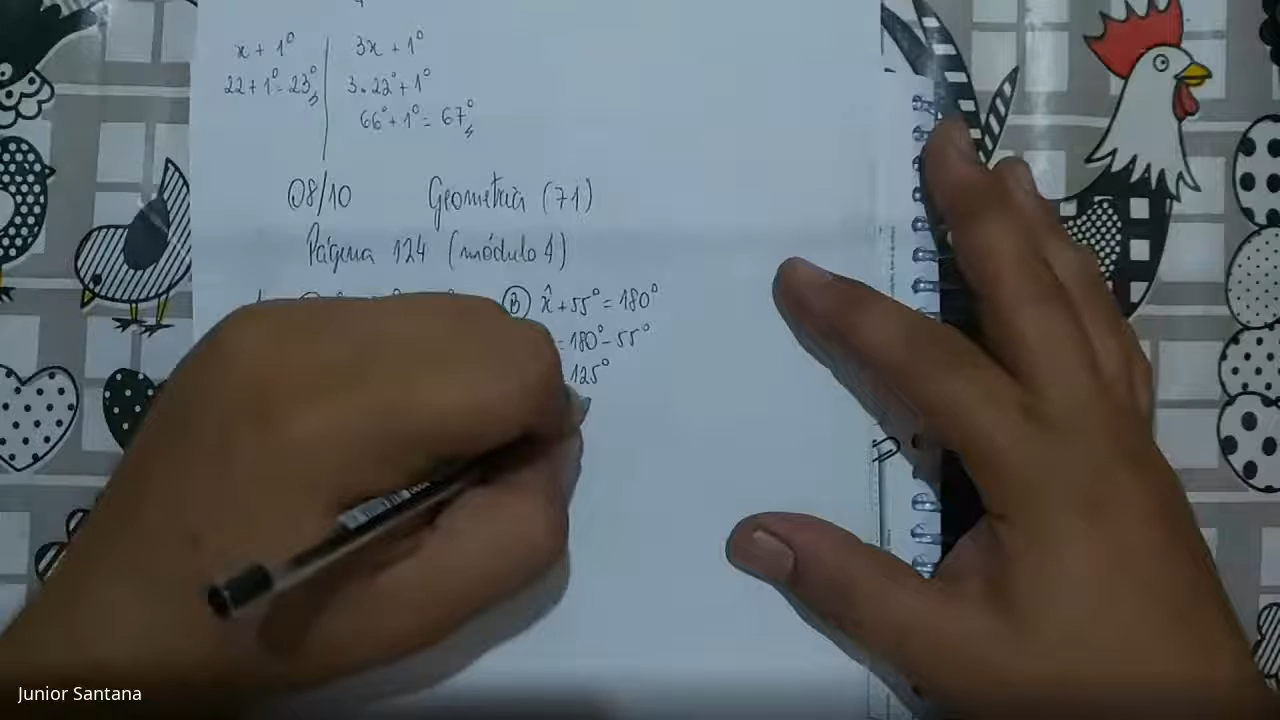 x + 1° 3x + 1°
22 + 1° = 23° 3 . 22° + 1°
66° + 1° = 67°
08/10 Geometria (71)
Página 124 (módulo 4)
B) x̂ + 55° = 180°
= 180° - 55°
125°
Junior Santana